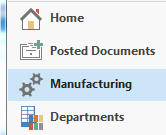 Home
Posted Documents
Manufacturing
Departments